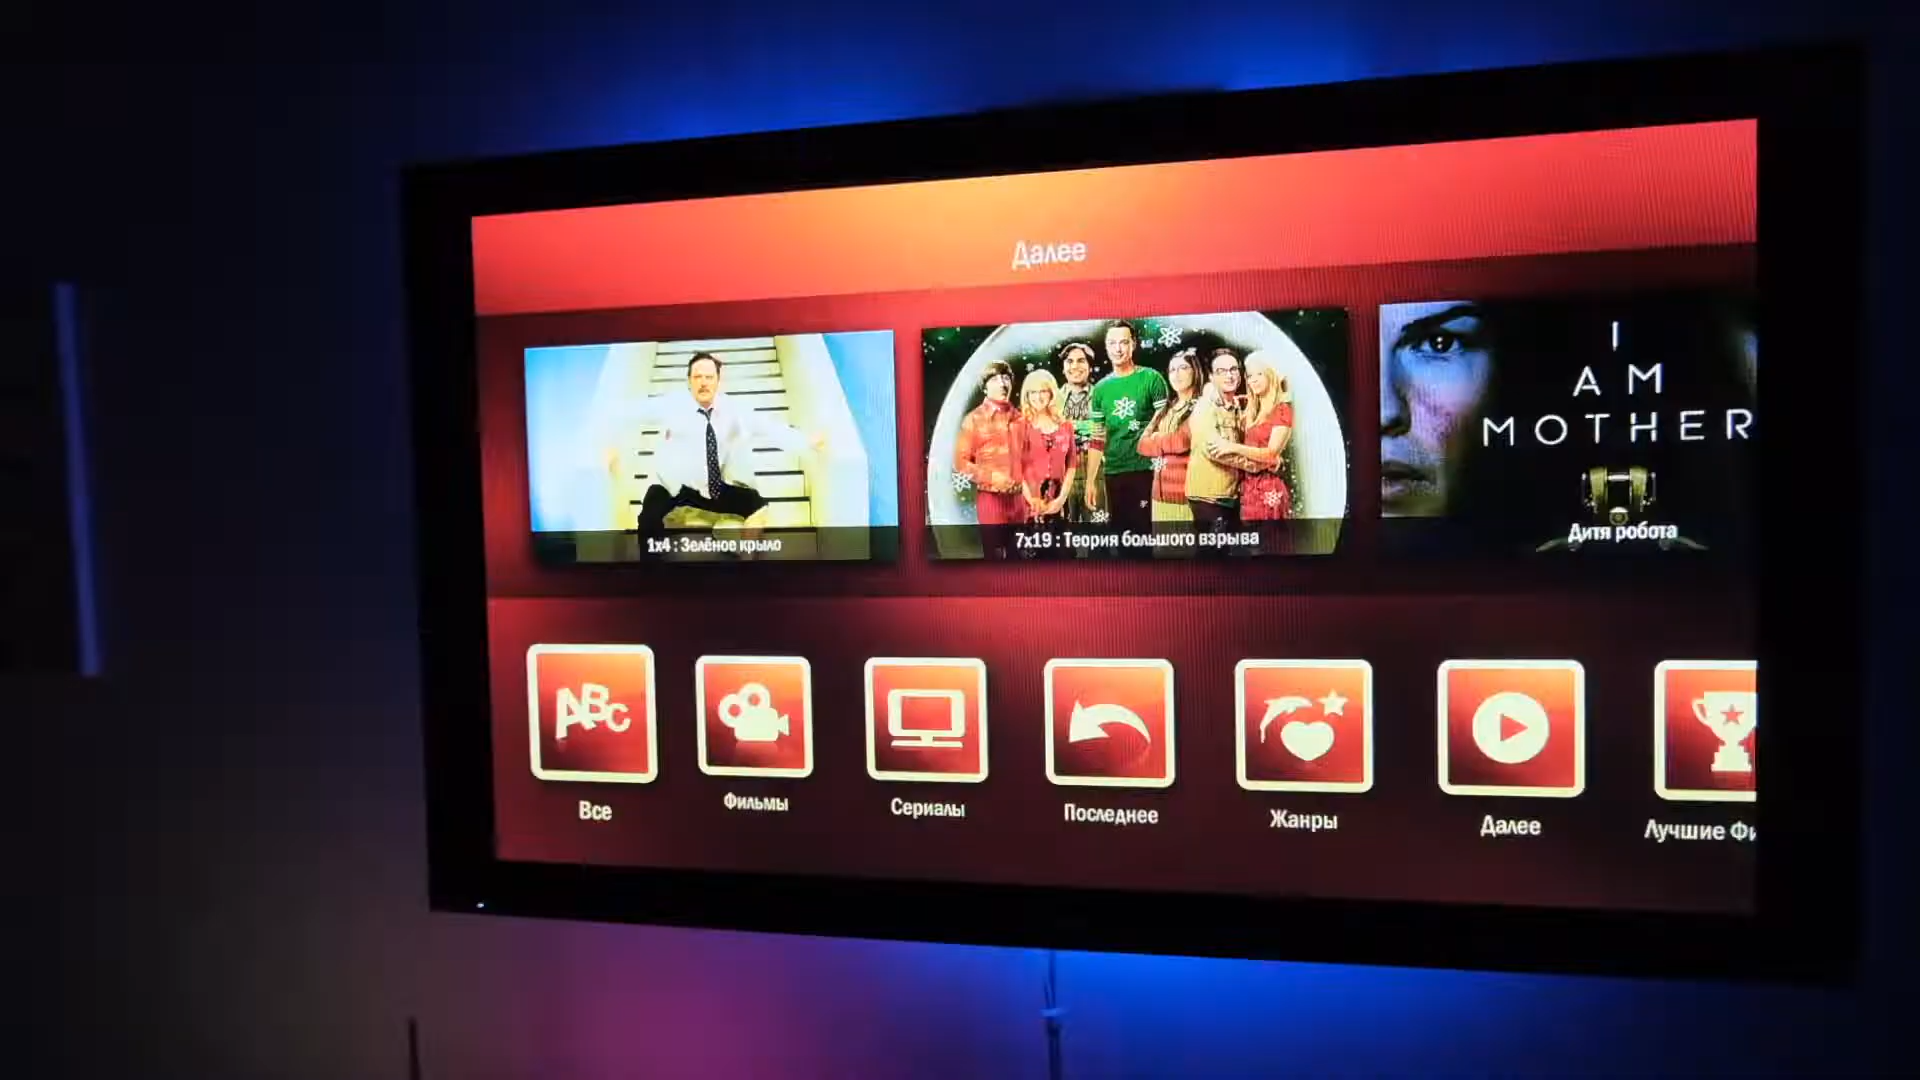 Далее
1x4 : Зелёное крыло
7x19 : Теория большого взрыва
I
AM
MOTHER
Дитя робота
ABC
Все
Фильмы
Сериалы
Последнее
Жанры
Далее
Лучшие